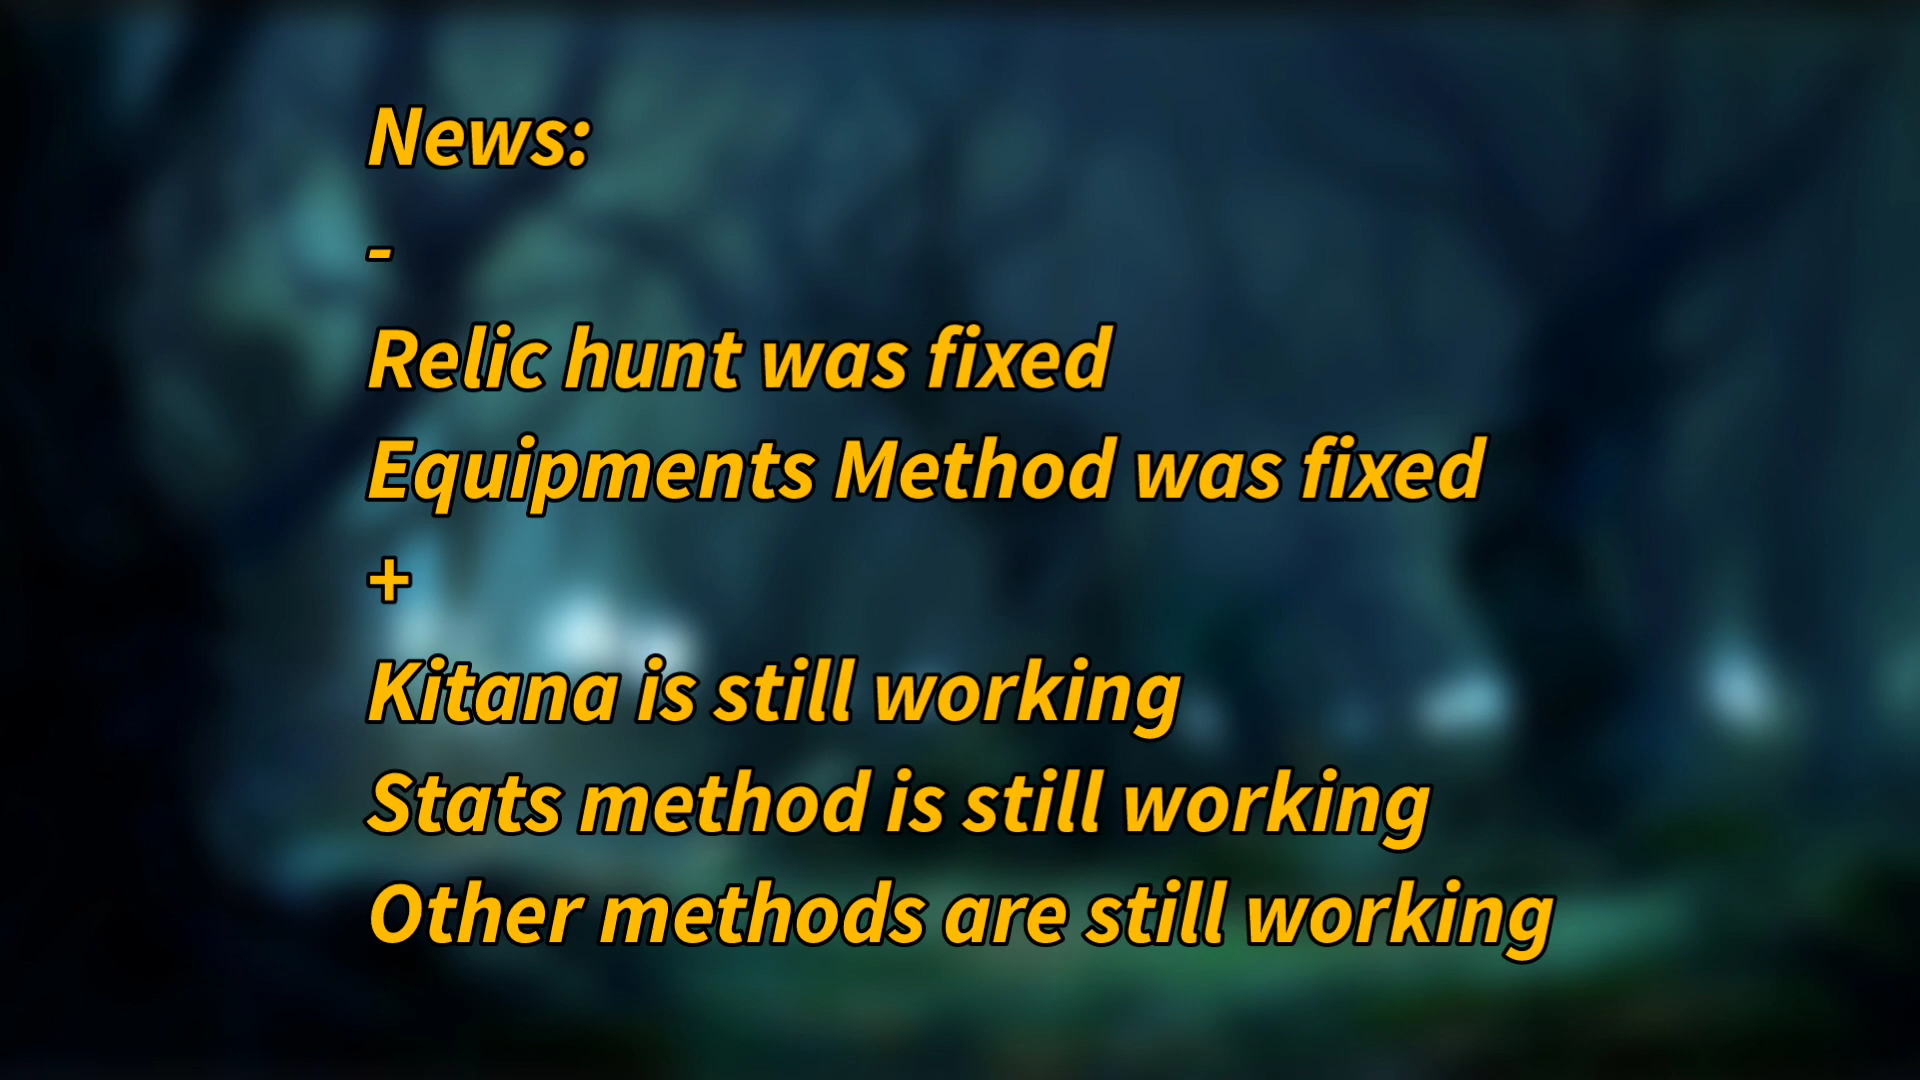 News:
-
Relic hunt was fixed
Equipments Method was fixed
+
Kitana is still working
Stats method is still working
Other methods are still working